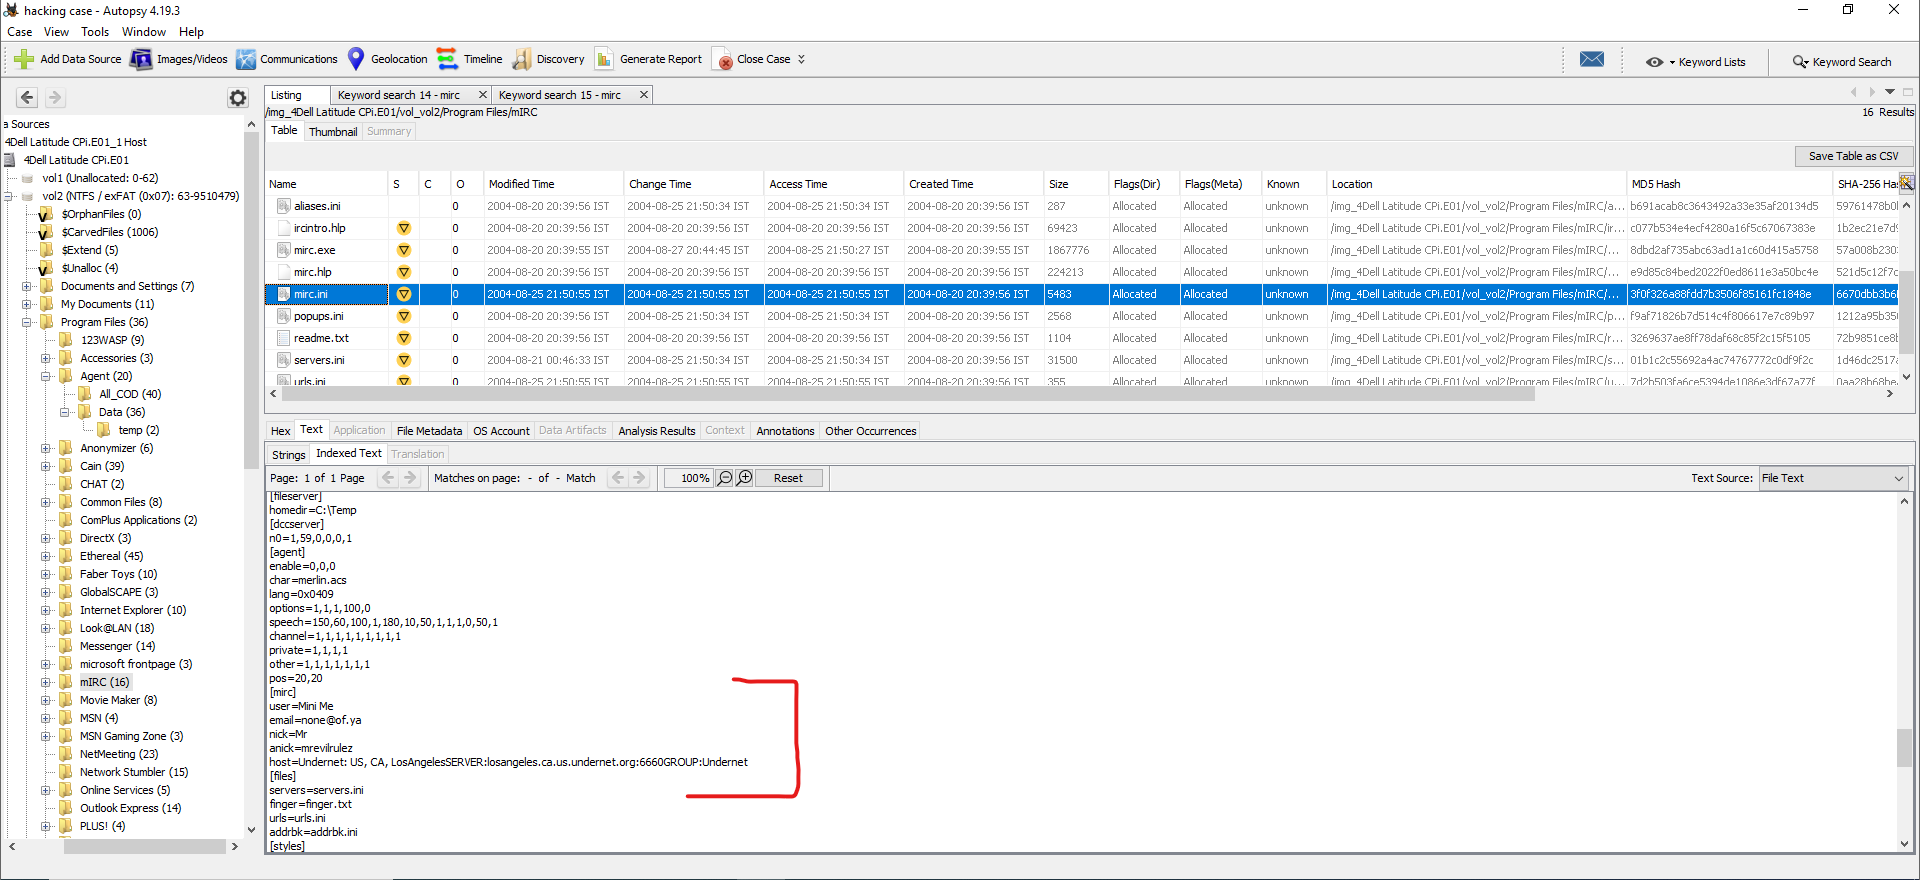 hacking case - Autopsy 4.19.3
Case View Tools Window Help
Add Data Source Images/Videos Communications Geolocation Timeline Discovery Generate Report Close Case Keyword Lists Keyword Search
Listing Keyword search 14 - mirc Keyword search 15 - mirc
/img_4Dell Latitude CPi.E01/vol_vol2/Program Files/mIRC
16 Results
Table Thumbnail Summary
Save Table as CSV
a Sources
4Dell Latitude CPi.E01_1 Host
4Dell Latitude CPi.E01
vol1 (Unallocated: 0-62)
vol2 (NTFS / exFAT (0x07): 63-9510479)
$OrphanFiles (0)
$CarvedFiles (1006)
$Extend (5)
$Unalloc (4)
Documents and Settings (7)
My Documents (11)
Program Files (36)
123WASP (9)
Accessories (3)
Agent (20)
All_COD (40)
Data (36)
temp (2)
Anonymizer (6)
Cain (39)
CHAT (2)
Common Files (8)
ComPlus Applications (2)
DirectX (3)
Ethereal (45)
Faber Toys (10)
GlobalSCAPE (3)
Internet Explorer (10)
Look@LAN (18)
Messenger (14)
microsoft frontpage (3)
mIRC (16)
Movie Maker (8)
MSN (4)
MSN Gaming Zone (3)
NetMeeting (23)
Network Stumbler (15)
Online Services (5)
Outlook Express (14)
PLUS! (4)
Name S C O Modified Time Change Time Access Time Created Time Size Flags(Dir) Flags(Meta) Known Location MD5 Hash SHA-256 Has
aliases.ini 0 2004-08-20 20:39:56 IST 2004-08-25 21:50:34 IST 2004-08-25 21:50:34 IST 2004-08-20 20:39:56 IST 287 Allocated Allocated unknown /img_4Dell Latitude CPi.E01/vol_vol2/Program Files/mIRC/a... b691acab8c3643492a33e35af20134d5 59761478b0l
ircintro.hlp 0 2004-08-20 20:39:56 IST 2004-08-20 20:39:56 IST 2004-08-20 20:39:56 IST 2004-08-20 20:39:56 IST 69423 Allocated Allocated unknown /img_4Dell Latitude CPi.E01/vol_vol2/Program Files/mIRC/ir... c077b534e4ecf4280a16f5c67067383e 1b2ec21e7d9
mirc.exe 0 2004-08-20 20:39:55 IST 2004-08-27 20:44:45 IST 2004-08-25 21:50:27 IST 2004-08-20 20:39:55 IST 1867776 Allocated Allocated unknown /img_4Dell Latitude CPi.E01/vol_vol2/Program Files/mIRC/... 8dbd2af735abc63ad1a1c60d415a5758 57a008b230
mirc.hlp 0 2004-08-20 20:39:56 IST 2004-08-20 20:39:56 IST 2004-08-20 20:39:55 IST 2004-08-20 20:39:55 IST 224213 Allocated Allocated unknown /img_4Dell Latitude CPi.E01/vol_vol2/Program Files/mIRC/... e9d85c84bed2022f0ed8611e3a50bc4e 521d5c12f7c
mirc.ini 0 2004-08-25 21:50:55 IST 2004-08-25 21:50:55 IST 2004-08-25 21:50:55 IST 2004-08-20 20:39:56 IST 5483 Allocated Allocated unknown /img_4Dell Latitude CPi.E01/vol_vol2/Program Files/mIRC/... 3f0f326a88fdd7b3506f85161fc1848e 6670dbb3b6
popups.ini 0 2004-08-20 20:39:56 IST 2004-08-25 21:50:34 IST 2004-08-25 21:50:34 IST 2004-08-20 20:39:56 IST 2568 Allocated Allocated unknown /img_4Dell Latitude CPi.E01/vol_vol2/Program Files/mIRC/p... f9af71826b7d514c4f806617e7c89b97 1212a95b35
readme.txt 0 2004-08-20 20:39:56 IST 2004-08-20 20:39:56 IST 2004-08-20 20:39:56 IST 2004-08-20 20:39:56 IST 1104 Allocated Allocated unknown /img_4Dell Latitude CPi.E01/vol_vol2/Program Files/mIRC/r... 3269637ae8ff78daf68c85f2c15f5105 72b9851ce8
servers.ini 0 2004-08-21 00:46:33 IST 2004-08-25 21:50:34 IST 2004-08-25 21:50:34 IST 2004-08-20 20:39:56 IST 31500 Allocated Allocated unknown /img_4Dell Latitude CPi.E01/vol_vol2/Program Files/mIRC/s... 01b1c2c55692a4ac74767772c0df9f2c 1d46dc2517
urls.ini 0 2004-08-25 21:50:55 IST 2004-08-25 21:50:55 IST 2004-08-25 21:50:55 IST 2004-08-20 20:39:56 IST 355 Allocated Allocated unknown /img_4Dell Latitude CPi.E01/vol_vol2/Program Files/mIRC/u... 7d2b503fa6ce5394de1086e3df67a77f 0aa28b68be
Hex Text Application File Metadata OS Account Data Artifacts Analysis Results Context Annotations Other Occurrences
Strings Indexed Text Translation
Page: 1 of 1 Page Matches on page: - of - Match 100% Reset Text Source: File Text
[fileserver]
homedir=C:\Temp
[dccserver]
n0=1,59,0,0,0,1
[agent]
enable=0,0,0
char=merlin.acs
lang=0x0409
options=1,1,1,100,0
speech=150,60,100,1,180,10,50,1,1,1,0,50,1
channel=1,1,1,1,1,1,1,1,1
private=1,1,1,1
other=1,1,1,1,1,1,1
pos=20,20
[mirc]
user=Mini Me
email=none@of.ya
nick=Mr
anick=mrevilrulez
host=Undernet: US, CA, LosAngelesSERVER:losangeles.ca.us.undernet.org:6660GROUP:Undernet
[files]
servers=servers.ini
finger=finger.txt
urls=urls.ini
addrbk=addrbk.ini
[styles]